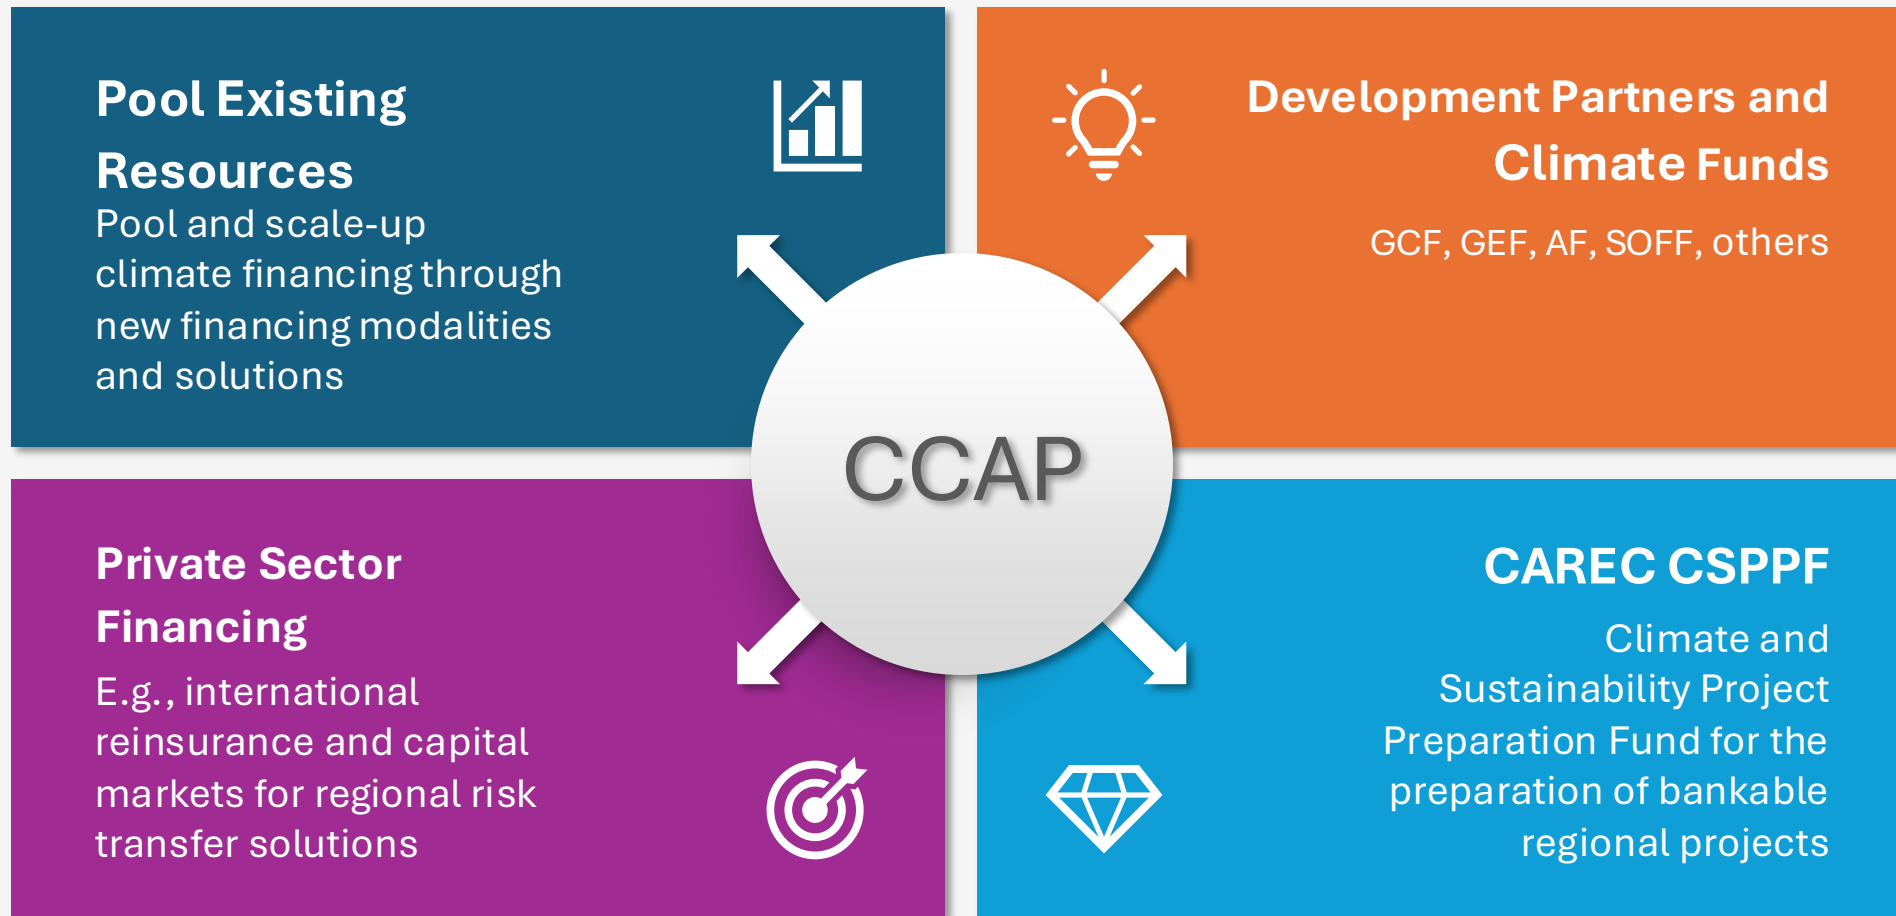 Pool Existing
Resources
Pool and scale-up
climate financing through
new financing modalities
and solutions
Development Partners and
Climate Funds
GCF, GEF, AF, SOFF, others
CCAP
Private Sector
Financing
E.g., international
reinsurance and capital
markets for regional risk
transfer solutions
CAREC CSPPF
Climate and
Sustainability Project
Preparation Fund for the
preparation of bankable
regional projects